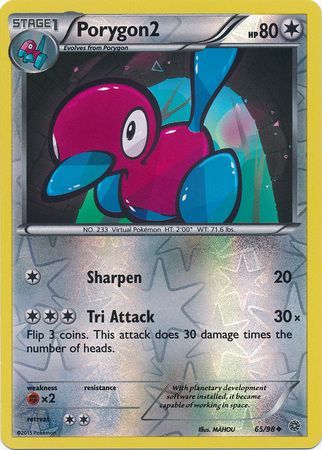 STAGE1
Porygon2
HP 80
Evolves from Porygon
NO. 233 Virtual Pokémon HT: 2'00" WT: 71.6 lbs.
Sharpen 20
Tri Attack 30×
Flip 3 coins. This attack does 30 damage times
the number of heads.
weakness resistance
×2
retreat
With planetary development
software installed, it became
capable of working in space.
©2015 Pokémon
Illus. MAHOU
65/98